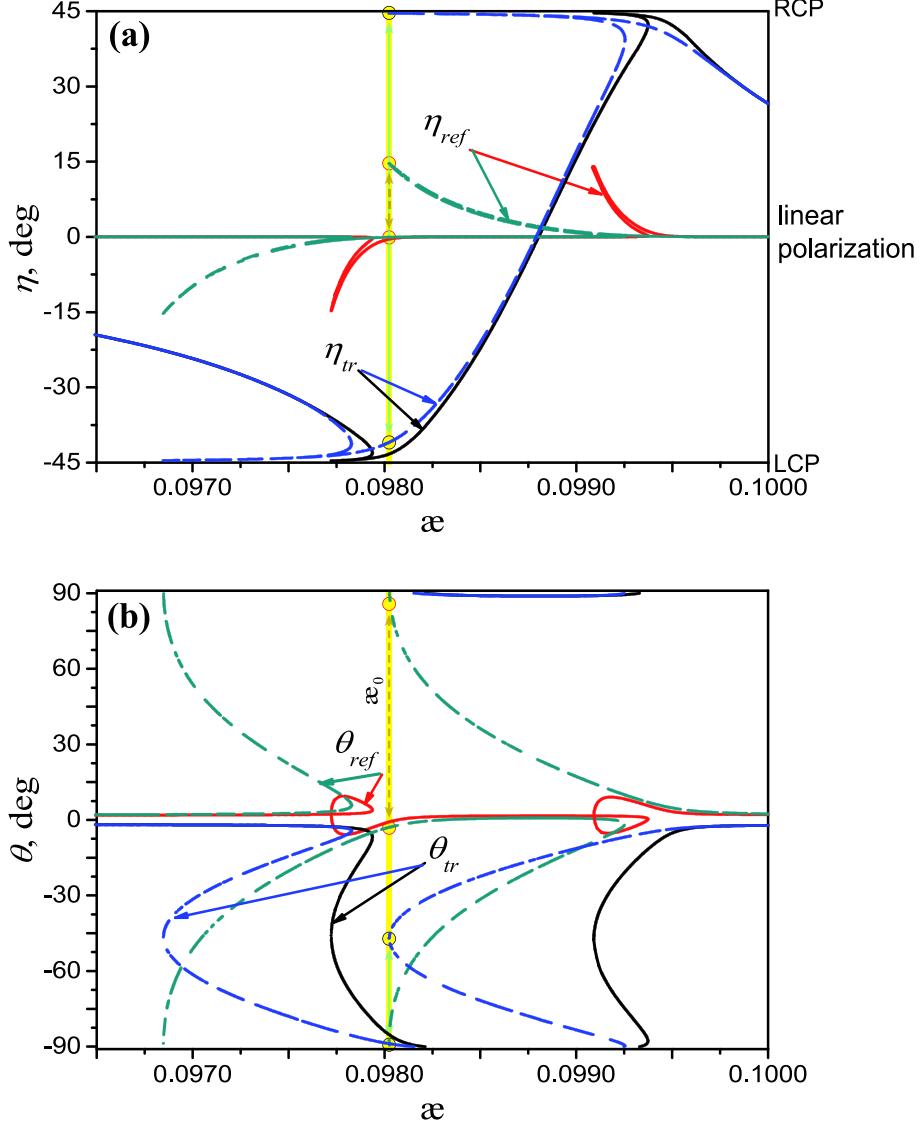 45 RCP
(a)
30
η_ref
15
0
linear
polarization
η, deg
-15
η_tr
-30
-45 LCP
0.0970 0.0980 0.0990 0.1000
æ
90
(b)
60
æ₀
30
θ_ref
0
θ, deg
θ_tr
-30
-60
-90
0.0970 0.0980 0.0990 0.1000
æ